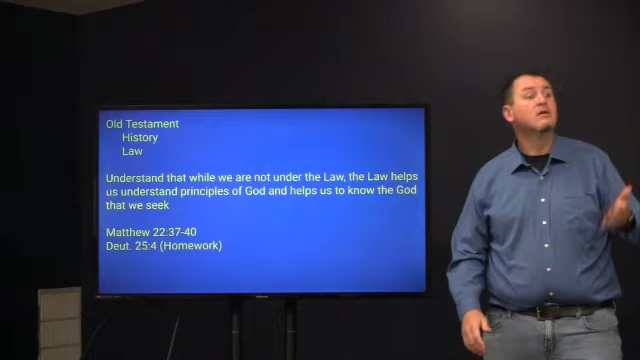 Old Testament
History
Law
Understand that while we are not under the Law, the Law helps
us understand principles of God and helps us to know the God
that we seek
Matthew 22:37-40
Deut. 25:4 (Homework)